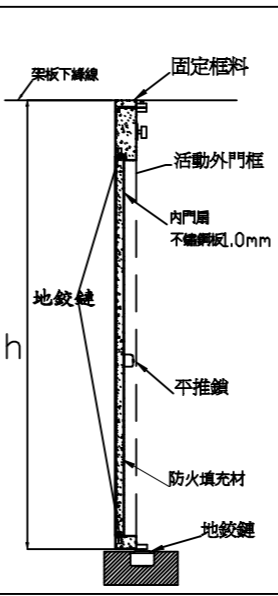 固定框料
架板下緣線
活動外門框
內門扇
不鏽鋼板1.0mm
地鉸鏈
h
平推鎖
防火填充材
地鉸鏈